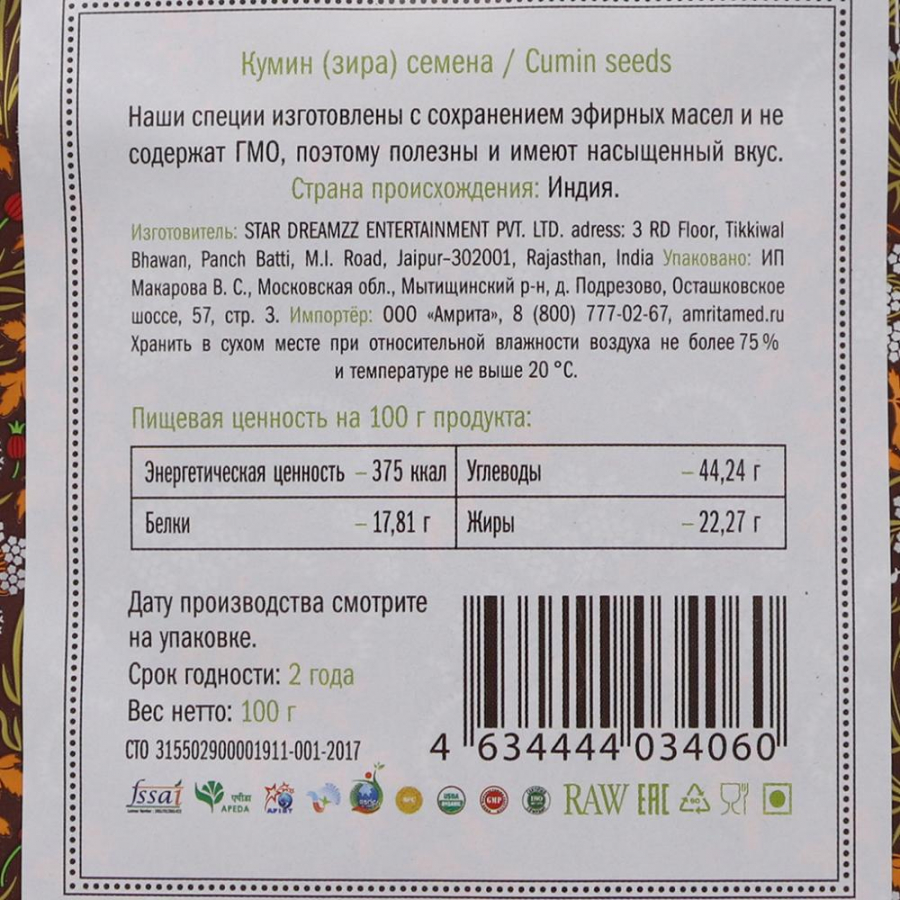 Кумин (зира) семена / Cumin seeds
Наши специи изготовлены с сохранением эфирных масел и не
содержат ГМО, поэтому полезны и имеют насыщенный вкус.
Страна происхождения: Индия.
Изготовитель: STAR DREAMZZ ENTERTAINMENT PVT. LTD. adress: 3 RD Floor, Tikkiwal
Bhawan, Panch Batti, M.I. Road, Jaipur–302001, Rajasthan, India Упаковано: ИП
Макарова В. С., Московская обл., Мытищинский р-н, д. Подрезово, Осташковское
шоссе, 57, стр. 3. Импортёр: ООО «Амрита», 8 (800) 777-02-67, amritamed.ru
Хранить в сухом месте при относительной влажности воздуха не более 75 %
и температуре не выше 20 °C.
Пищевая ценность на 100 г продукта:
Энергетическая ценность – 375 ккал Углеводы – 44,24 г
Белки – 17,81 г Жиры – 22,27 г
Дату производства смотрите
на упаковке.
Срок годности: 2 года
Вес нетто: 100 г
СТО 315502900001911-001-2017
4 634444 034060
fssai APEDA USDA ORGANIC GMP ISO RAW EAC